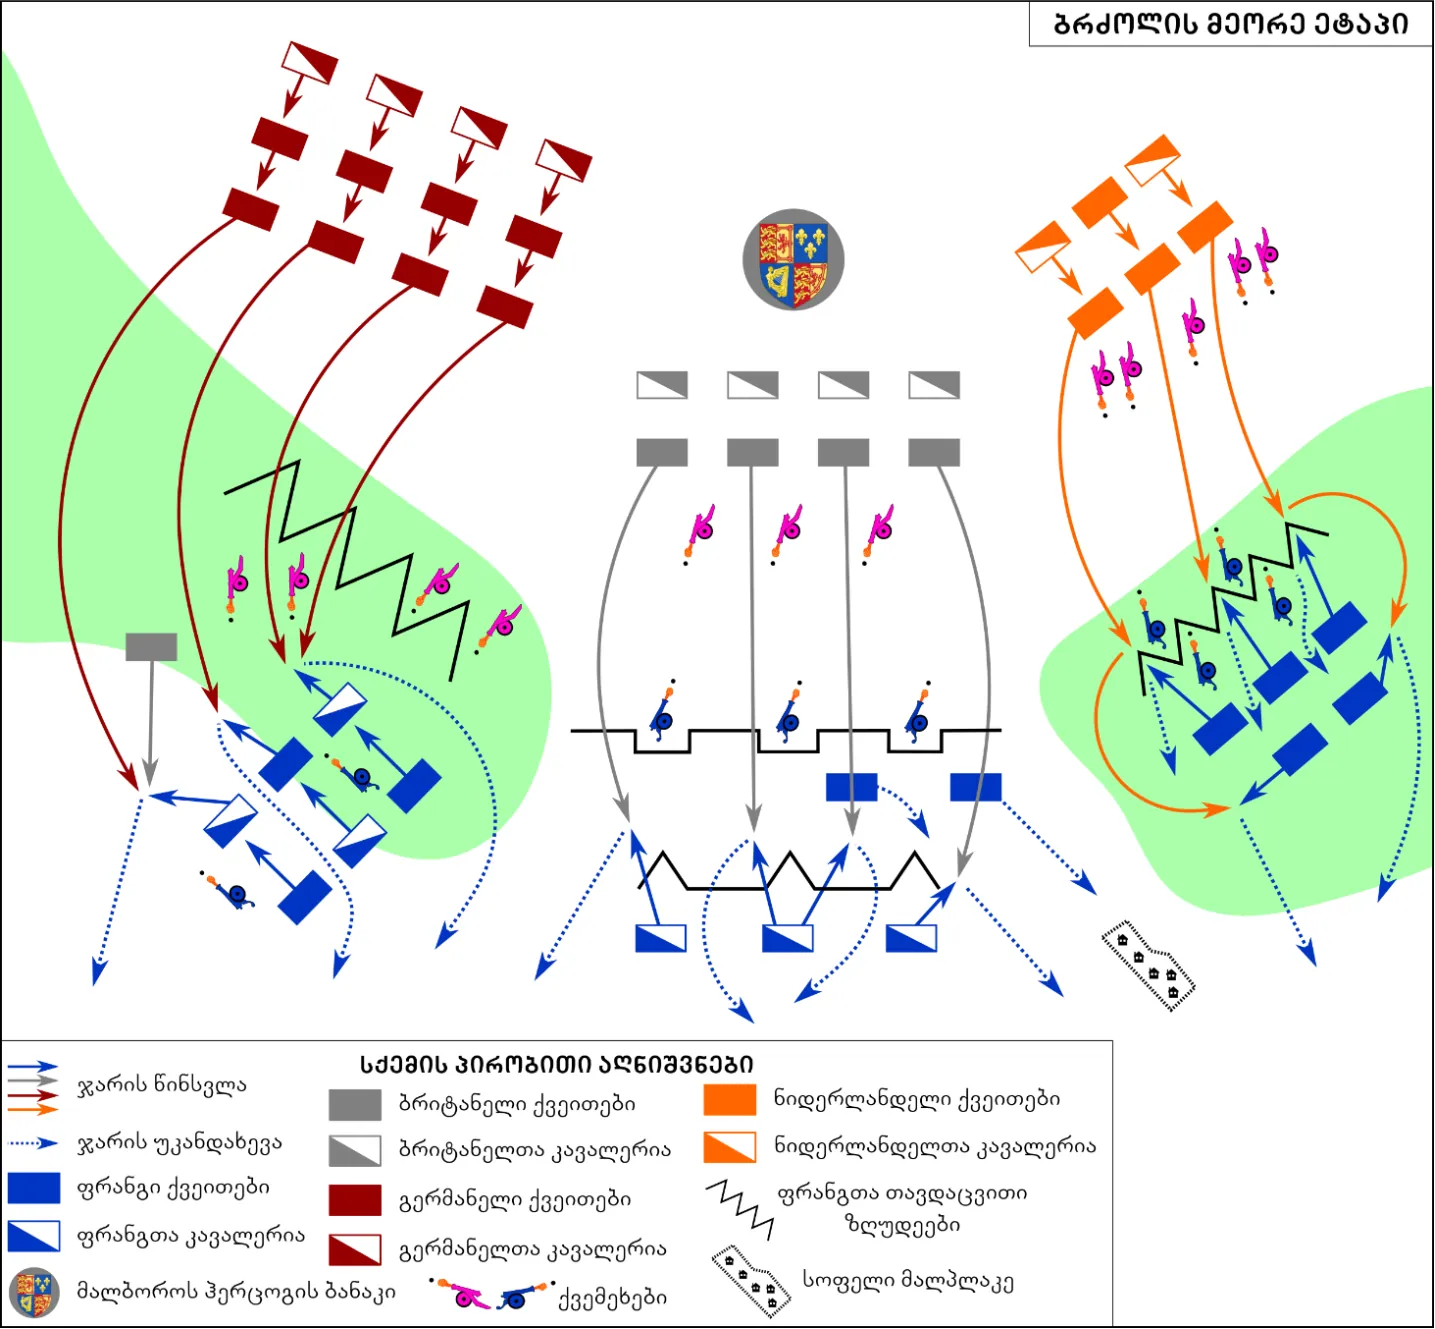 ბრძოლის მეორე ეტაპი
სქემის პირობითი აღნიშვნები
ჯარის წინსვლა
ჯარის უკანდახევა
ფრანგი ქვეითები
ფრანგთა კავალერია
მალბოროს ჰერცოგის ბანაკი
ბრიტანელი ქვეითები
ბრიტანელთა კავალერია
გერმანელი ქვეითები
გერმანელთა კავალერია
ქვემეხები
ნიდერლანდელი ქვეითები
ნიდერლანდელთა კავალერია
ფრანგთა თავდაცვითი
ზღუდეები
სოფელი მალპლაკე